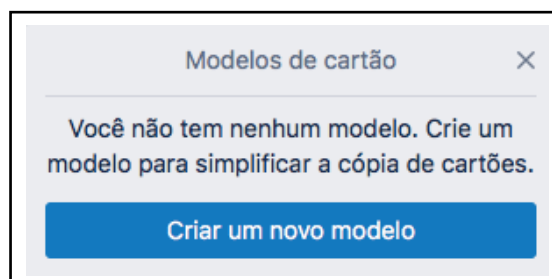 Modelos de cartão
Você não tem nenhum modelo. Crie um
modelo para simplificar a cópia de cartões.
Criar um novo modelo